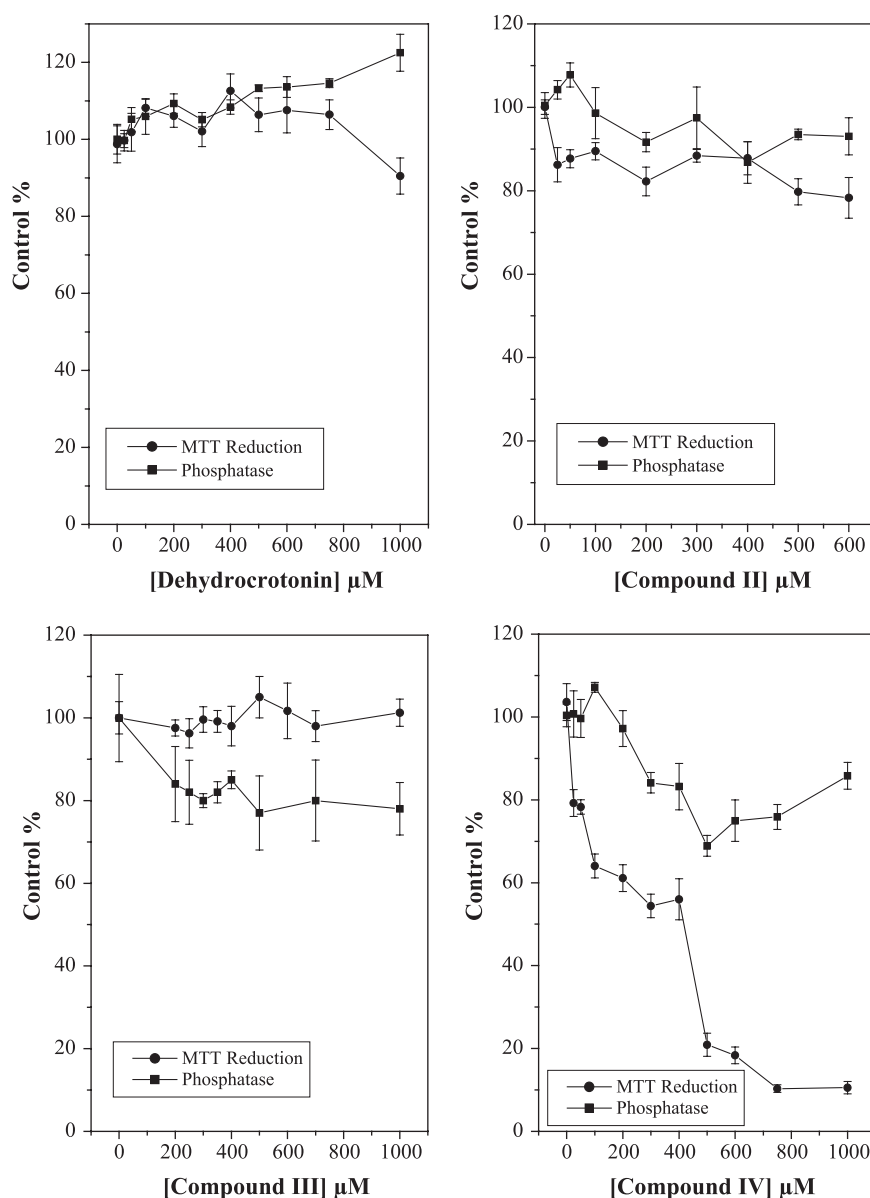 120
100
80
60
40
20
0
Control %
MTT Reduction
Phosphatase
0 200 400 600 800 1000
[Dehydrocrotonin] µM
120
100
80
60
40
20
0
Control %
MTT Reduction
Phosphatase
0 100 200 300 400 500 600
[Compound II] µM
120
100
80
60
40
20
0
Control %
MTT Reduction
Phosphatase
0 200 400 600 800 1000
[Compound III] µM
120
100
80
60
40
20
0
Control %
MTT Reduction
Phosphatase
0 200 400 600 800 1000
[Compound IV] µM